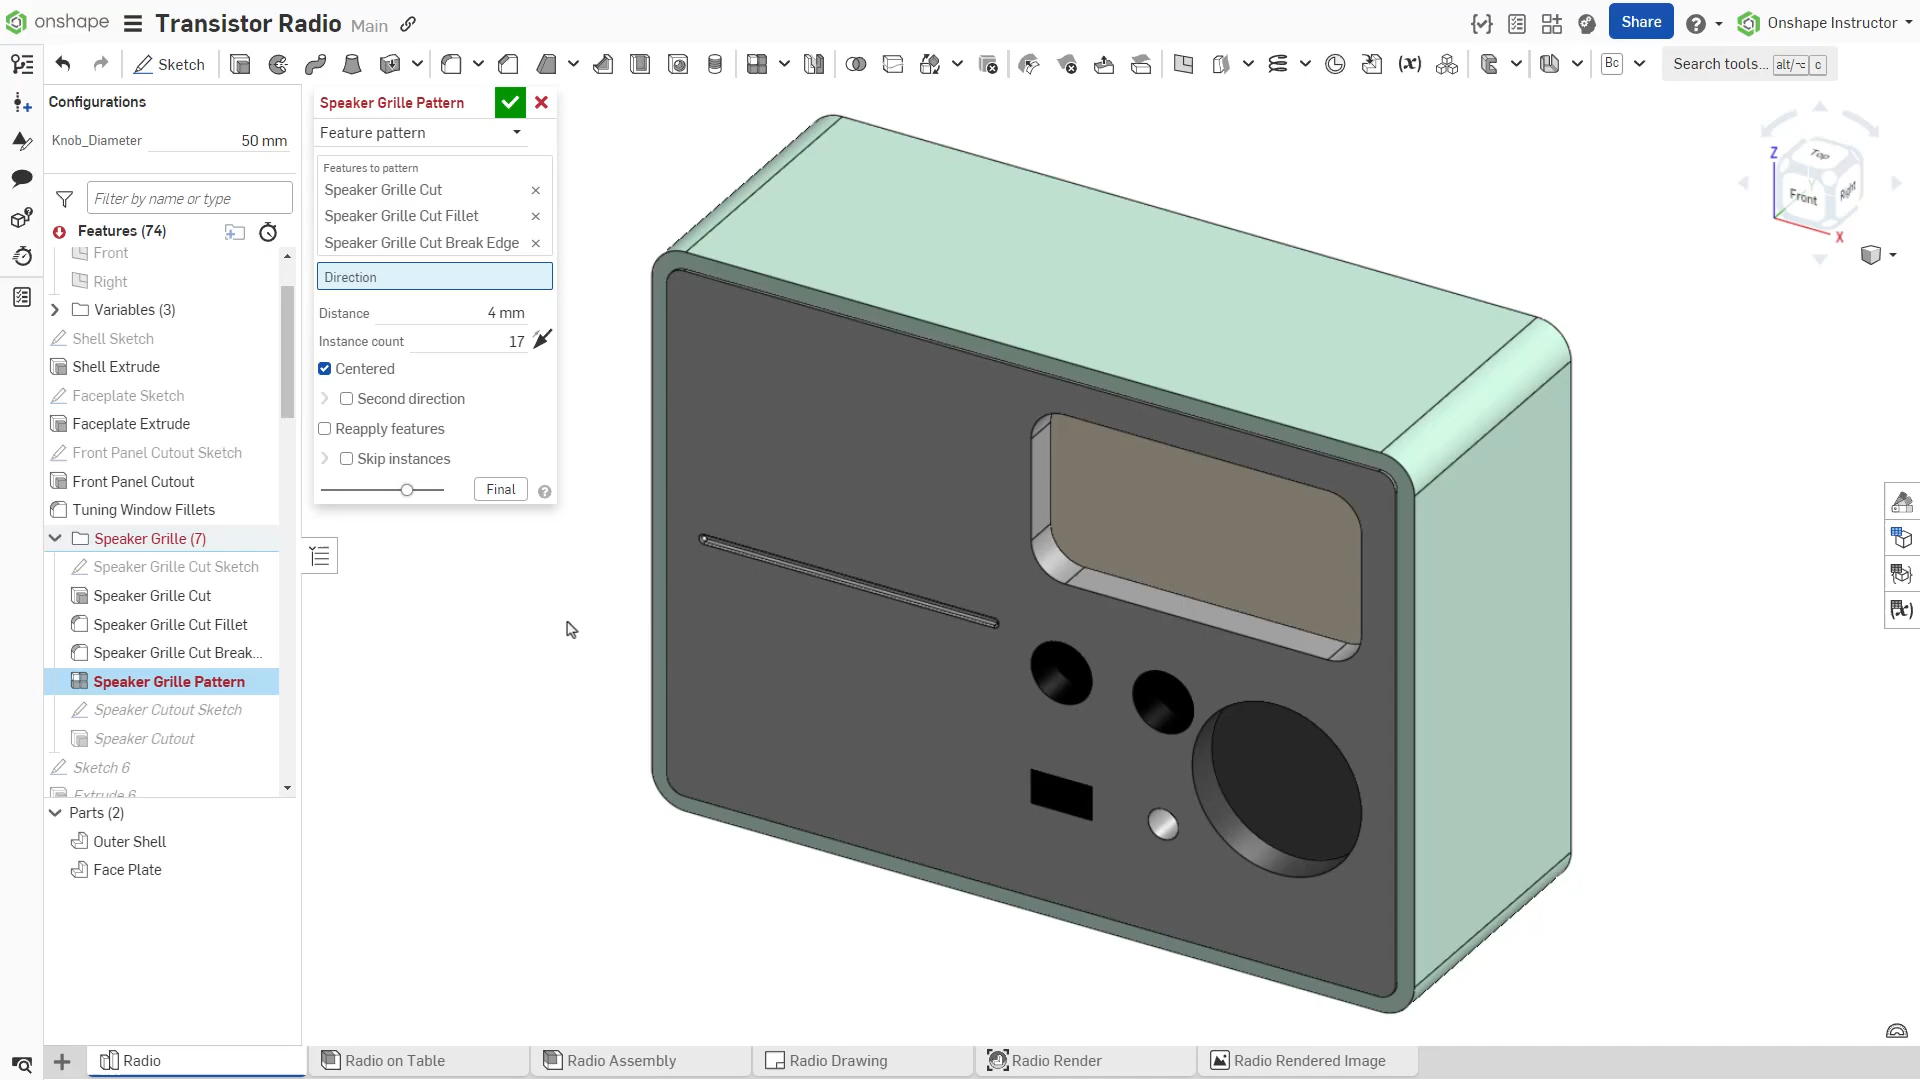 onshape Transistor Radio Main Share Onshape Instructor
Sketch Bc Search tools... alt/⌥ c
Configurations
Knob_Diameter 50 mm
Filter by name or type
Features (74)
Front
Right
Variables (3)
Shell Sketch
Shell Extrude
Faceplate Sketch
Faceplate Extrude
Front Panel Cutout Sketch
Front Panel Cutout
Tuning Window Fillets
Speaker Grille (7)
Speaker Grille Cut Sketch
Speaker Grille Cut
Speaker Grille Cut Fillet
Speaker Grille Cut Break...
Speaker Grille Pattern
Speaker Cutout Sketch
Speaker Cutout
Sketch 6
Extrude 6
Parts (2)
Outer Shell
Face Plate
Speaker Grille Pattern
Feature pattern
Features to pattern
Speaker Grille Cut
Speaker Grille Cut Fillet
Speaker Grille Cut Break Edge
Direction
Distance 4 mm
Instance count 17
Centered
Second direction
Reapply features
Skip instances
Final
Top
Z
Y
Front
Right
X
(x)
(x)
Radio
Radio on Table
Radio Assembly
Radio Drawing
Radio Render
Radio Rendered Image